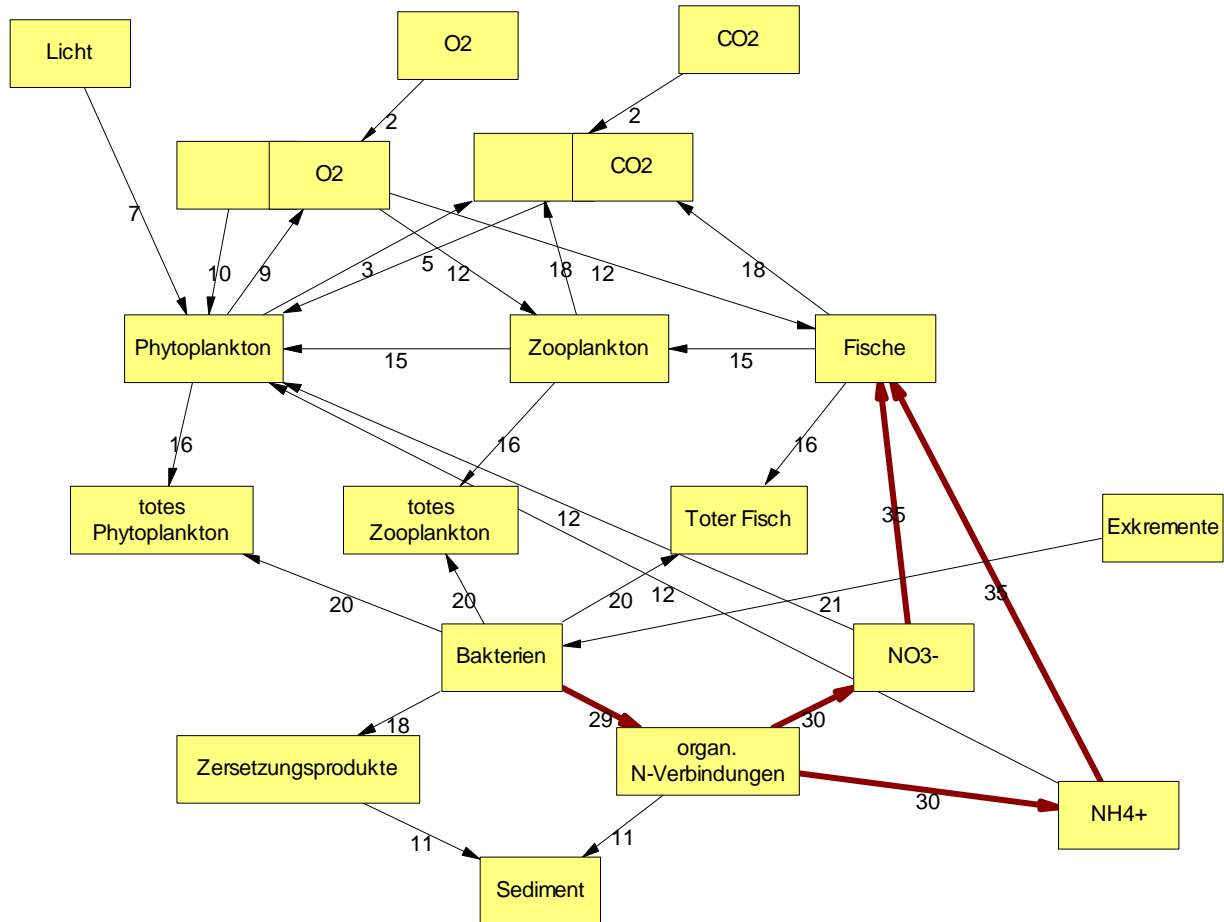 Licht
O2
CO2
2
2
O2
CO2
7
10
9
3
5
18
12
12
18
Phytoplankton
Zooplankton
Fische
15
15
16
16
16
totes
Phytoplankton
totes
Zooplankton
Toter Fisch
12
35
Exkremente
20
20
20
12
21
35
Bakterien
NO3-
18
29
30
Zersetzungsprodukte
organ.
N-Verbindungen
30
NH4+
11
11
Sediment